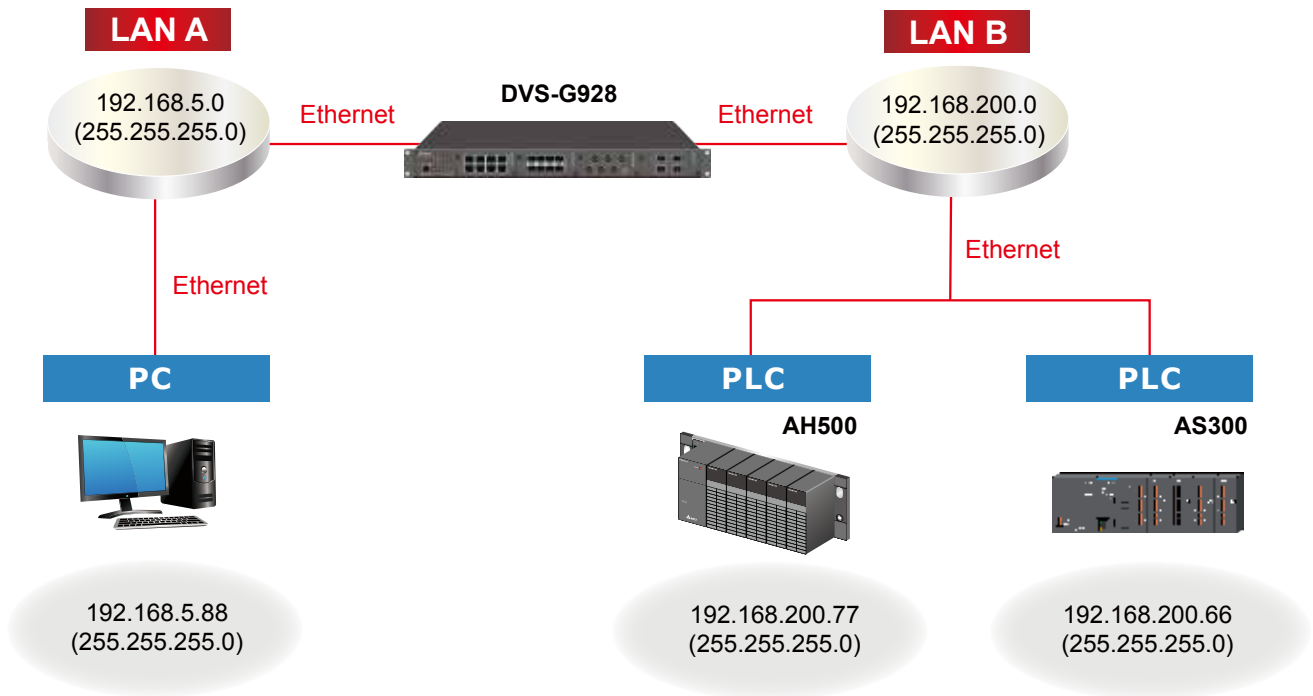 LAN A
LAN B
192.168.5.0
(255.255.255.0)
Ethernet
DVS-G928
Ethernet
192.168.200.0
(255.255.255.0)
Ethernet
Ethernet
PC
PLC
PLC
AH500
AS300
192.168.5.88
(255.255.255.0)
192.168.200.77
(255.255.255.0)
192.168.200.66
(255.255.255.0)